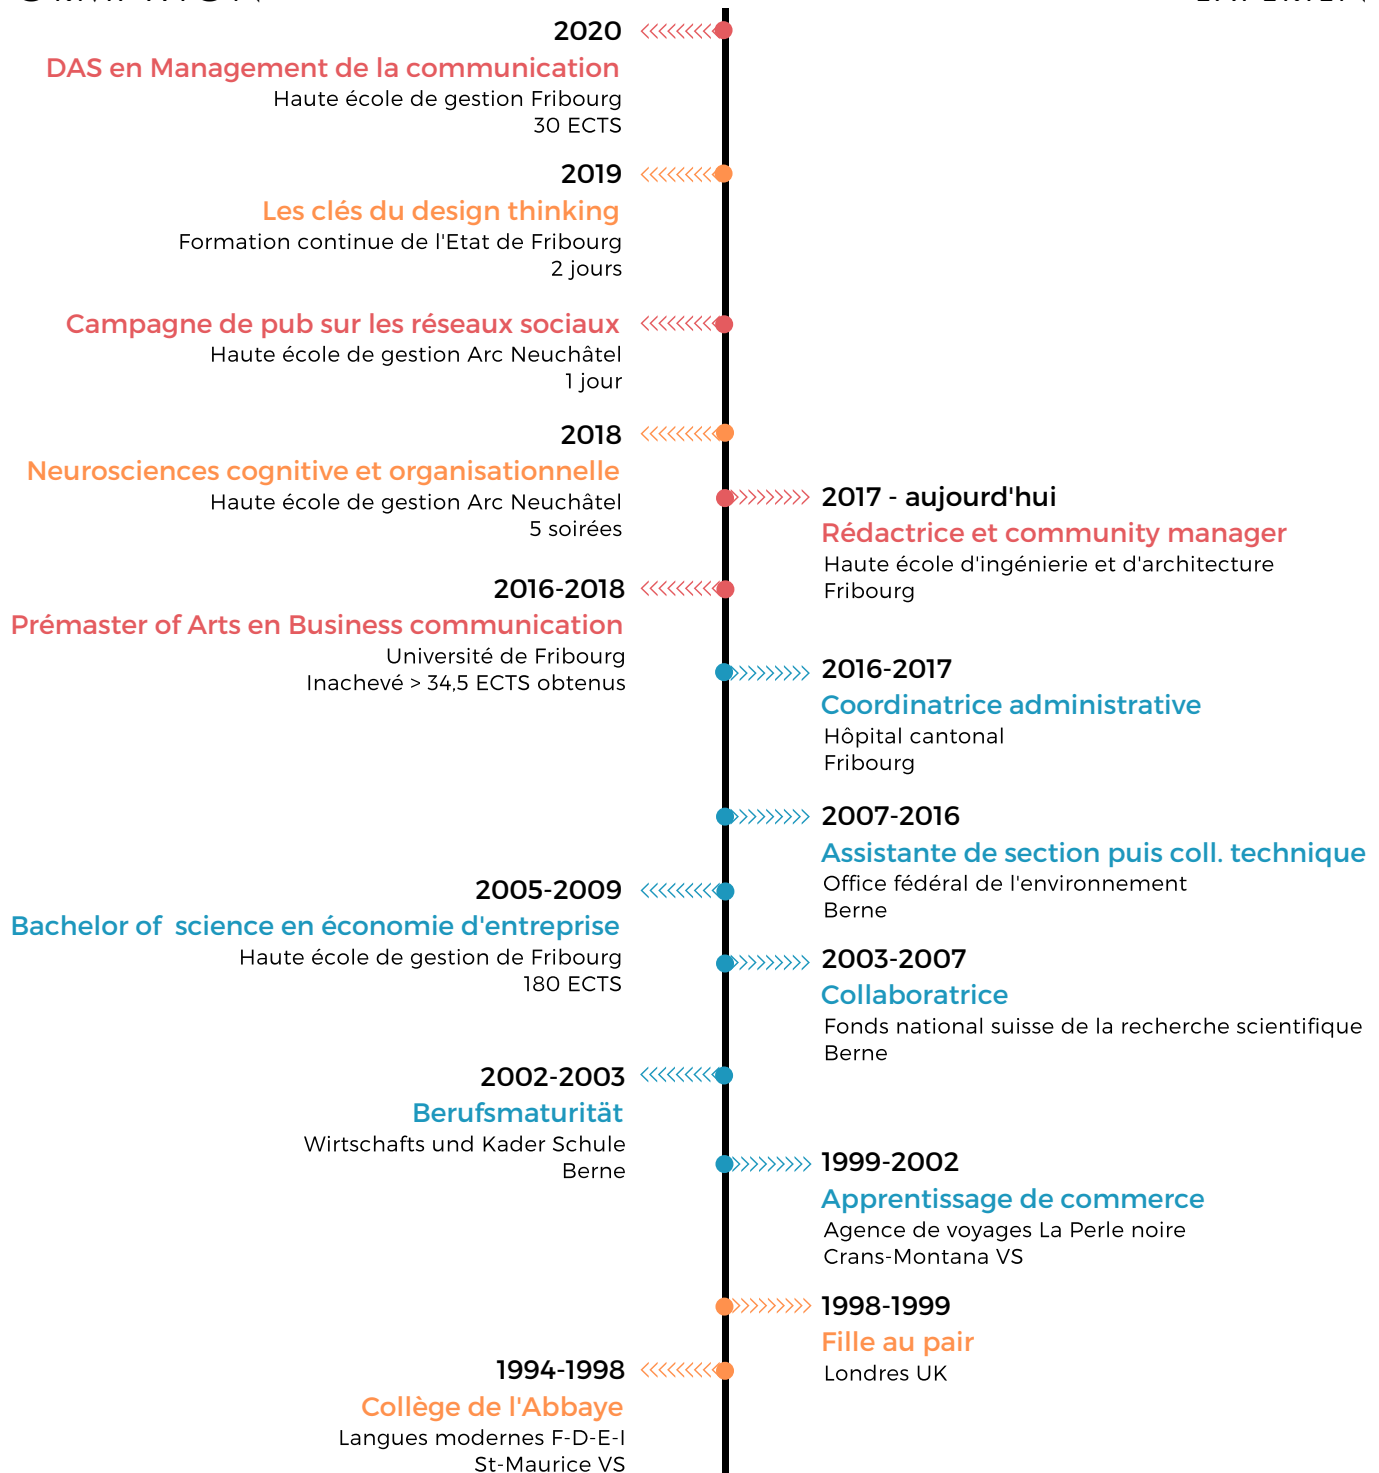 2020
DAS en Management de la communication
Haute école de gestion Fribourg
30 ECTS
2019
Les clés du design thinking
Formation continue de l'Etat de Fribourg
2 jours
Campagne de pub sur les réseaux sociaux
Haute école de gestion Arc Neuchâtel
1 jour
2018
Neurosciences cognitive et organisationnelle
Haute école de gestion Arc Neuchâtel
5 soirées
2016-2018
Prémaster of Arts en Business communication
Université de Fribourg
Inachevé > 34,5 ECTS obtenus
2005-2009
Bachelor of  science en économie d'entreprise
Haute école de gestion de Fribourg
180 ECTS
2002-2003
Berufsmaturität
Wirtschafts und Kader Schule
Berne
1994-1998
Collège de l'Abbaye
Langues modernes F-D-E-I
St-Maurice VS
2017 - aujourd'hui
Rédactrice et community manager
Haute école d'ingénierie et d'architecture
Fribourg
2016-2017
Coordinatrice administrative
Hôpital cantonal
Fribourg
2007-2016
Assistante de section puis coll. technique
Office fédéral de l'environnement
Berne
2003-2007
Collaboratrice
Fonds national suisse de la recherche scientifique
Berne
1999-2002
Apprentissage de commerce
Agence de voyages La Perle noire
Crans-Montana VS
1998-1999
Fille au pair
Londres UK